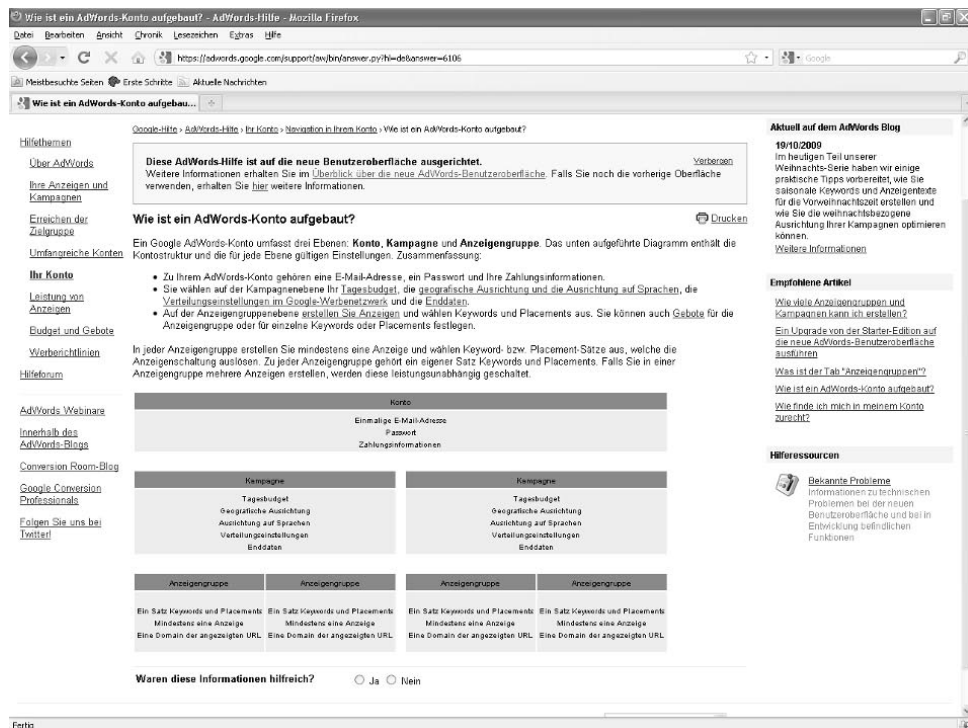 Wie ist ein AdWords-Konto aufgebaut? - AdWords-Hilfe - Mozilla Firefox
Datei Bearbeiten Ansicht Chronik Lesezeichen Extras Hilfe
https://adwords.google.com/support/aw/bin/answer.py?hl=de&answer=6106
Google
Meistbesuchte Seiten Erste Schritte Aktuelle Nachrichten
Wie ist ein AdWords-Konto aufgebau...
Hilfethemen
Über AdWords
Ihre Anzeigen und
Kampagnen
Erreichen der
Zielgruppe
Umfangreiche Konten
Ihr Konto
Leistung von
Anzeigen
Budget und Gebote
Werberichtlinien
Hilfeforum
AdWords Webinare
Innerhalb des
AdWords-Blogs
Conversion Room-Blog
Google Conversion
Professionals
Folgen Sie uns bei
Twitter!
Google-Hilfe › AdWords-Hilfe › Ihr Konto › Navigation in Ihrem Konto › Wie ist ein AdWords-Konto aufgebaut?
Diese AdWords-Hilfe ist auf die neue Benutzeroberfläche ausgerichtet. Verbergen
Weitere Informationen erhalten Sie im Überblick über die neue AdWords-Benutzeroberfläche. Falls Sie noch die vorherige Oberfläche
verwenden, erhalten Sie hier weitere Informationen.
Wie ist ein AdWords-Konto aufgebaut? Drucken
Ein Google AdWords-Konto umfasst drei Ebenen: Konto, Kampagne und Anzeigengruppe. Das unten aufgeführte Diagramm enthält die
Kontostruktur und die für jede Ebene gültigen Einstellungen. Zusammenfassung:
• Zu Ihrem AdWords-Konto gehören eine E-Mail-Adresse, ein Passwort und Ihre Zahlungsinformationen.
• Sie wählen auf der Kampagnenebene Ihr Tagesbudget, die geografische Ausrichtung und die Ausrichtung auf Sprachen, die
Verteilungseinstellungen im Google-Werbenetzwerk und die Enddaten.
• Auf der Anzeigengruppenebene erstellen Sie Anzeigen und wählen Keywords und Placements aus. Sie können auch Gebote für die
Anzeigengruppe oder für einzelne Keywords oder Placements festlegen.
In jeder Anzeigengruppe erstellen Sie mindestens eine Anzeige und wählen Keyword- bzw. Placement-Sätze aus, welche die
Anzeigenschaltung auslösen. Zu jeder Anzeigengruppe gehört ein eigener Satz Keywords und Placements. Falls Sie in einer
Anzeigengruppe mehrere Anzeigen erstellen, werden diese leistungsunabhängig geschaltet.
Konto
Einmalige E-Mail-Adresse
Passwort
Zahlungsinformationen
Kampagne
Tagesbudget
Geografische Ausrichtung
Ausrichtung auf Sprachen
Verteilungseinstellungen
Enddaten
Kampagne
Tagesbudget
Geografische Ausrichtung
Ausrichtung auf Sprachen
Verteilungseinstellungen
Enddaten
Anzeigengruppe
Ein Satz Keywords und Placements
Mindestens eine Anzeige
Eine Domain der angezeigten URL
Anzeigengruppe
Ein Satz Keywords und Placements
Mindestens eine Anzeige
Eine Domain der angezeigten URL
Anzeigengruppe
Ein Satz Keywords und Placements
Mindestens eine Anzeige
Eine Domain der angezeigten URL
Anzeigengruppe
Ein Satz Keywords und Placements
Mindestens eine Anzeige
Eine Domain der angezeigten URL
Waren diese Informationen hilfreich? Ja Nein
Aktuell auf dem AdWords Blog
19/10/2009
Im heutigen Teil unserer
Weihnachts-Serie haben wir einige
praktische Tipps vorbereitet, wie Sie
saisonale Keywords und Anzeigentexte
für die Vorweihnachtszeit erstellen und
wie Sie die weihnachtsbezogene
Ausrichtung Ihrer Kampagnen optimieren
können.
Weitere Informationen
Empfohlene Artikel
Wie viele Anzeigengruppen und
Kampagnen kann ich erstellen?
Ein Upgrade von der Starter-Edition auf
die neue AdWords-Benutzeroberfläche
ausführen
Was ist der Tab "Anzeigengruppen"?
Wie ist ein AdWords-Konto aufgebaut?
Wie finde ich mich in meinem Konto
zurecht?
Hilferessourcen
Bekannte Probleme
Informationen zu technischen
Problemen bei der neuen
Benutzeroberfläche und bei in
Entwicklung befindlichen
Funktionen
Fertig